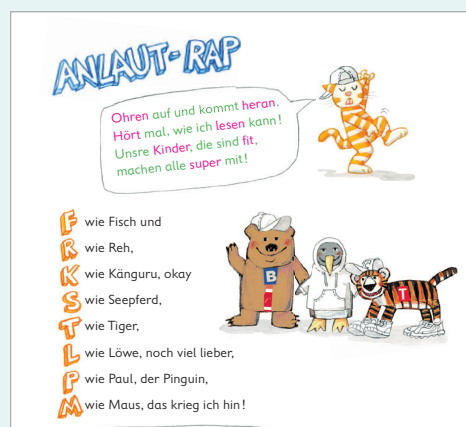 ANLAUT-RAP
Ohren auf und kommt heran.
Hört mal, wie ich lesen kann!
Unsre Kinder, die sind fit,
machen alle super mit!
F wie Fisch und
R wie Reh,
K wie Känguru, okay
S wie Seepferd,
T wie Tiger,
L wie Löwe, noch viel lieber,
P wie Paul, der Pinguin,
M wie Maus, das krieg ich hin!
B
T